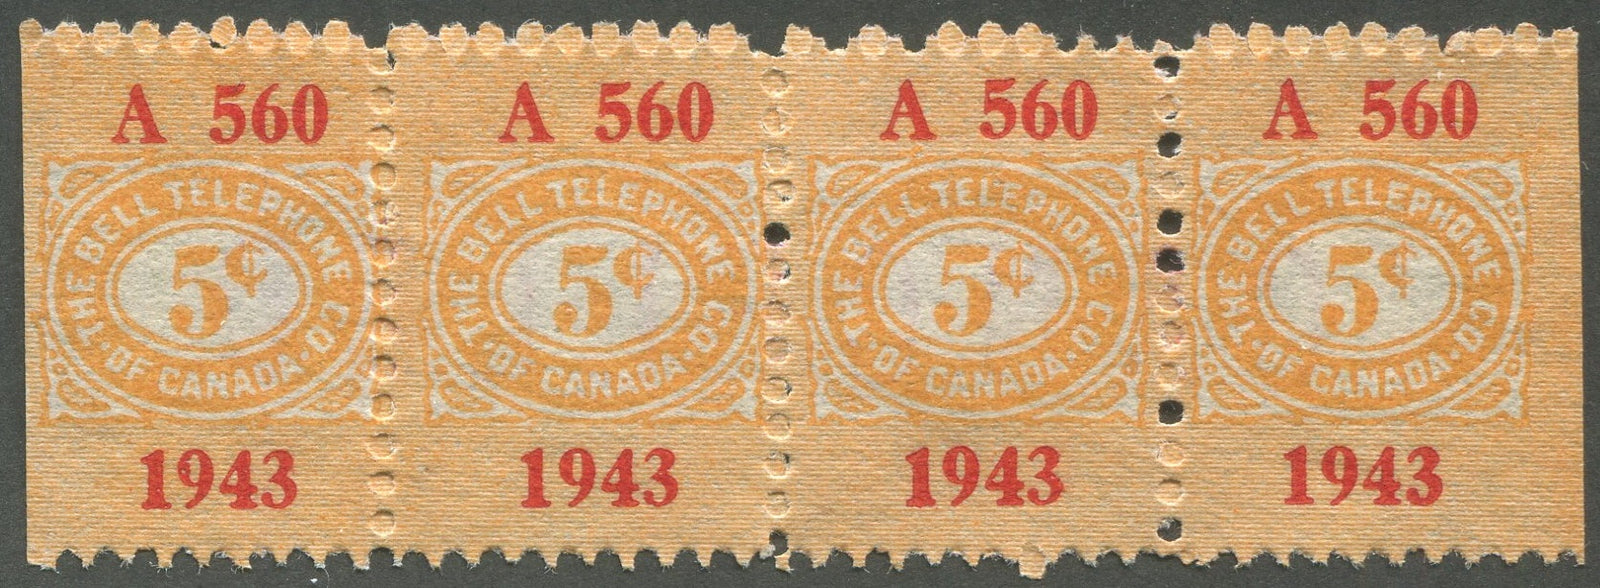 A 560 A 560 A 560 A 560
THE BELL TELEPHONE CO THE BELL TELEPHONE CO THE BELL TELEPHONE CO THE BELL TELEPHONE CO
5¢ 5¢ 5¢ 5¢
· OF CANADA · · OF CANADA · · OF CANADA · · OF CANADA ·
1943 1943 1943 1943